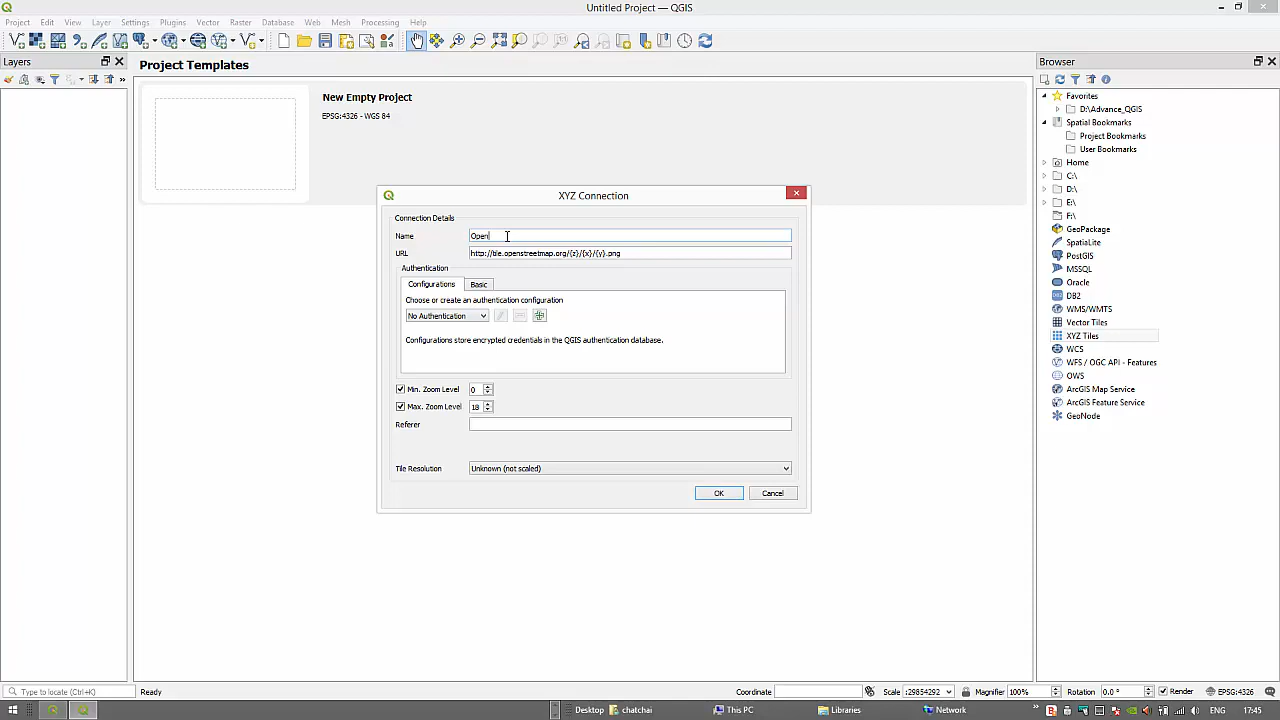 Untitled Project — QGIS
Project Edit View Layer Settings Plugins Vector Raster Database Web Mesh Processing Help
Layers
Project Templates
New Empty Project
EPSG:4326 - WGS 84
XYZ Connection
Connection Details
Name Open
URL http://tile.openstreetmap.org/{z}/{x}/{y}.png
Authentication
Configurations Basic
Choose or create an authentication configuration
No Authentication
Configurations store encrypted credentials in the QGIS authentication database.
Min. Zoom Level 0
Max. Zoom Level 18
Referer
Tile Resolution Unknown (not scaled)
OK Cancel
Browser
Favorites
D:\Advance_QGIS
Spatial Bookmarks
Project Bookmarks
User Bookmarks
Home
C:\
D:\
E:\
F:\
GeoPackage
SpatiaLite
PostGIS
MSSQL
Oracle
DB2
WMS/WMTS
Vector Tiles
XYZ Tiles
WCS
WFS / OGC API - Features
OWS
ArcGIS Map Service
ArcGIS Feature Service
GeoNode
Type to locate (Ctrl+K) Ready Coordinate Scale :29854292 Magnifier 100% Rotation 0.0 ° Render EPSG:4326
Desktop chatchai This PC Libraries Network » ENG 17:45